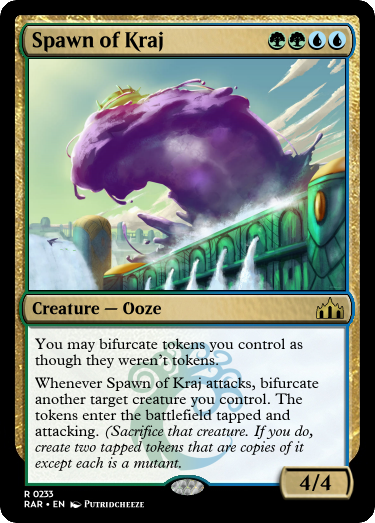 Spawn of Kraj
Creature — Ooze
You may bifurcate tokens you control as
though they weren't tokens.
Whenever Spawn of Kraj attacks, bifurcate
another target creature you control. The
tokens enter the battlefield tapped and
attacking. (Sacrifice that creature. If you do,
create two tapped tokens that are copies of it
except each is a mutant.
4/4
R 0233
RAR • EN PUTRIDCHEEZE